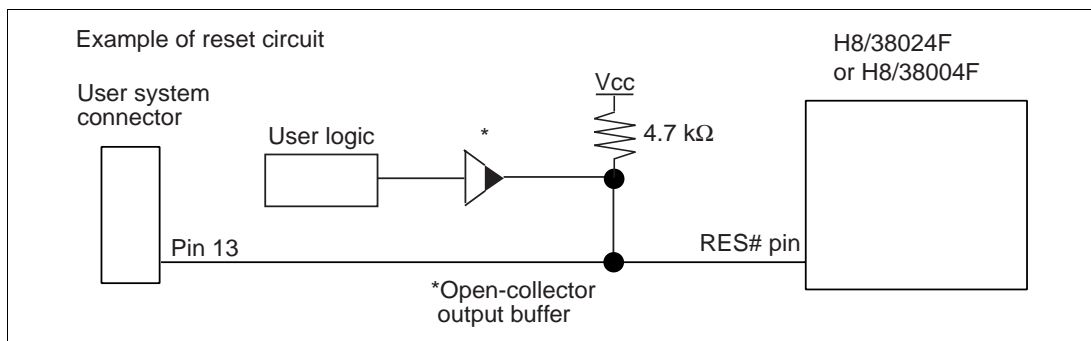 Example of reset circuit
H8/38024F
or H8/38004F
User system
connector
Vcc
User logic
*
4.7 kΩ
Pin 13
RES# pin
*Open-collector
output buffer